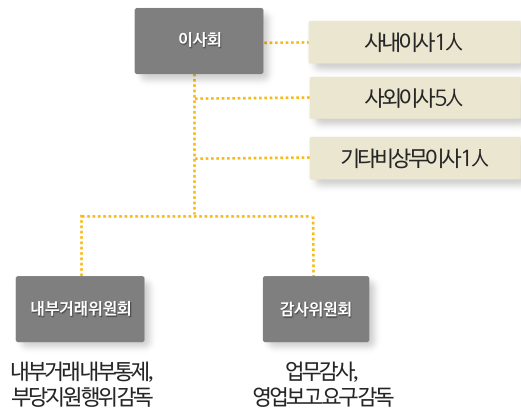 이사회
사내이사 1人
사외이사 5人
기타비상무이사 1人
내부거래위원회
감사위원회
내부거래 내부통제,
부당지원행위 감독
업무감사,
영업보고 요구 감독